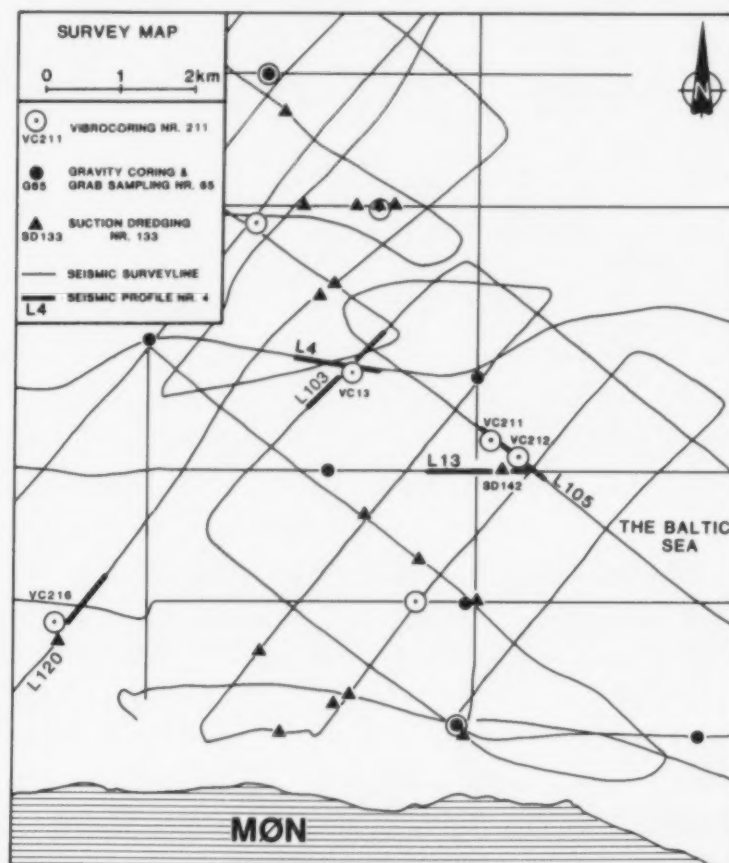 SURVEY MAP
0 1 2km
VC211 VIBROCORING NR. 211
G65 GRAVITY CORING &
GRAB SAMPLING NR. 65
SD133 SUCTION DREDGING
NR. 133
SEISMIC SURVEYLINE
L4 SEISMIC PROFILE NR. 4
N
L4
L103
VC13
VC211
VC212
L13
SD142
L105
THE BALTIC
SEA
VC216
L120
MØN